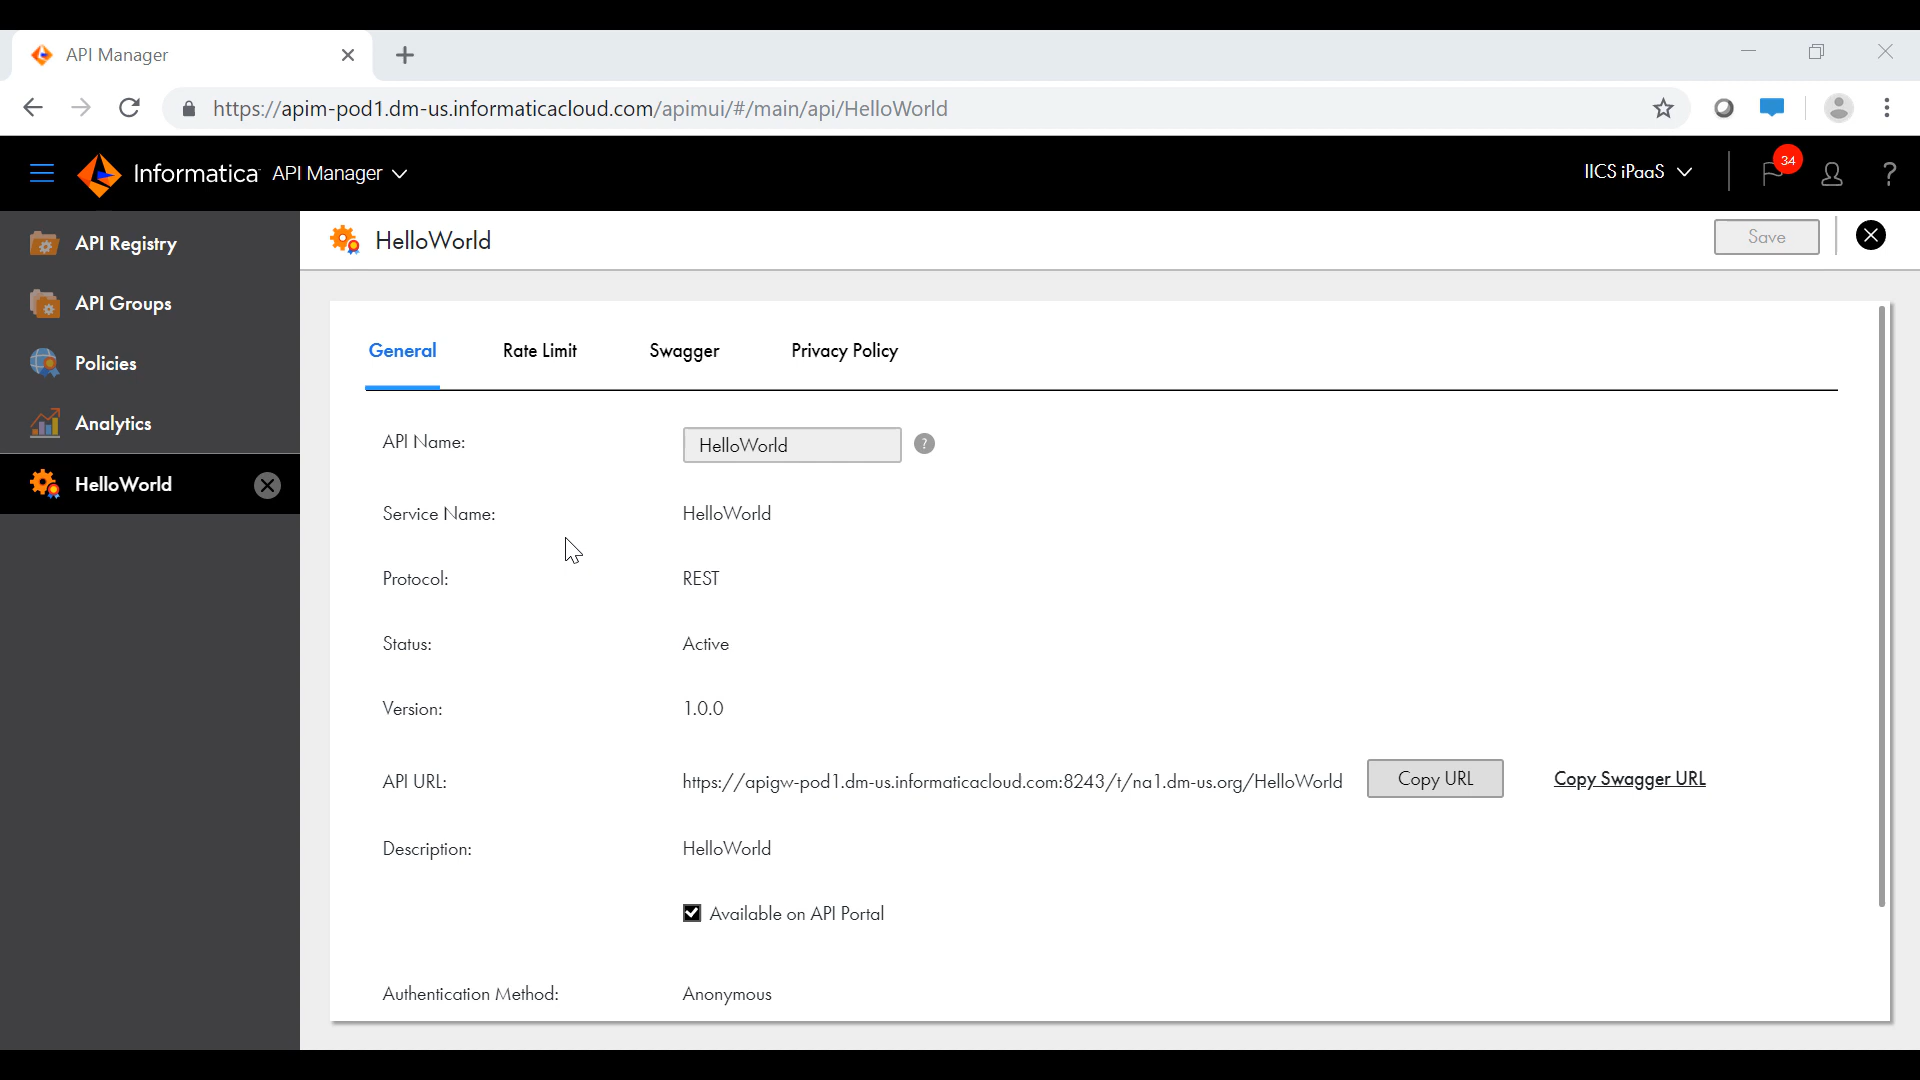 API Manager
https://apim-pod1.dm-us.informaticacloud.com/apimui/#/main/api/HelloWorld
Informatica API Manager IICS iPaaS 34 ?
API Registry
API Groups
Policies
Analytics
HelloWorld
HelloWorld Save
General Rate Limit Swagger Privacy Policy
API Name: HelloWorld ?
Service Name: HelloWorld
Protocol: REST
Status: Active
Version: 1.0.0
API URL: https://apigw-pod1.dm-us.informaticacloud.com:8243/t/na1.dm-us.org/HelloWorld Copy URL Copy Swagger URL
Description: HelloWorld
Available on API Portal
Authentication Method: Anonymous